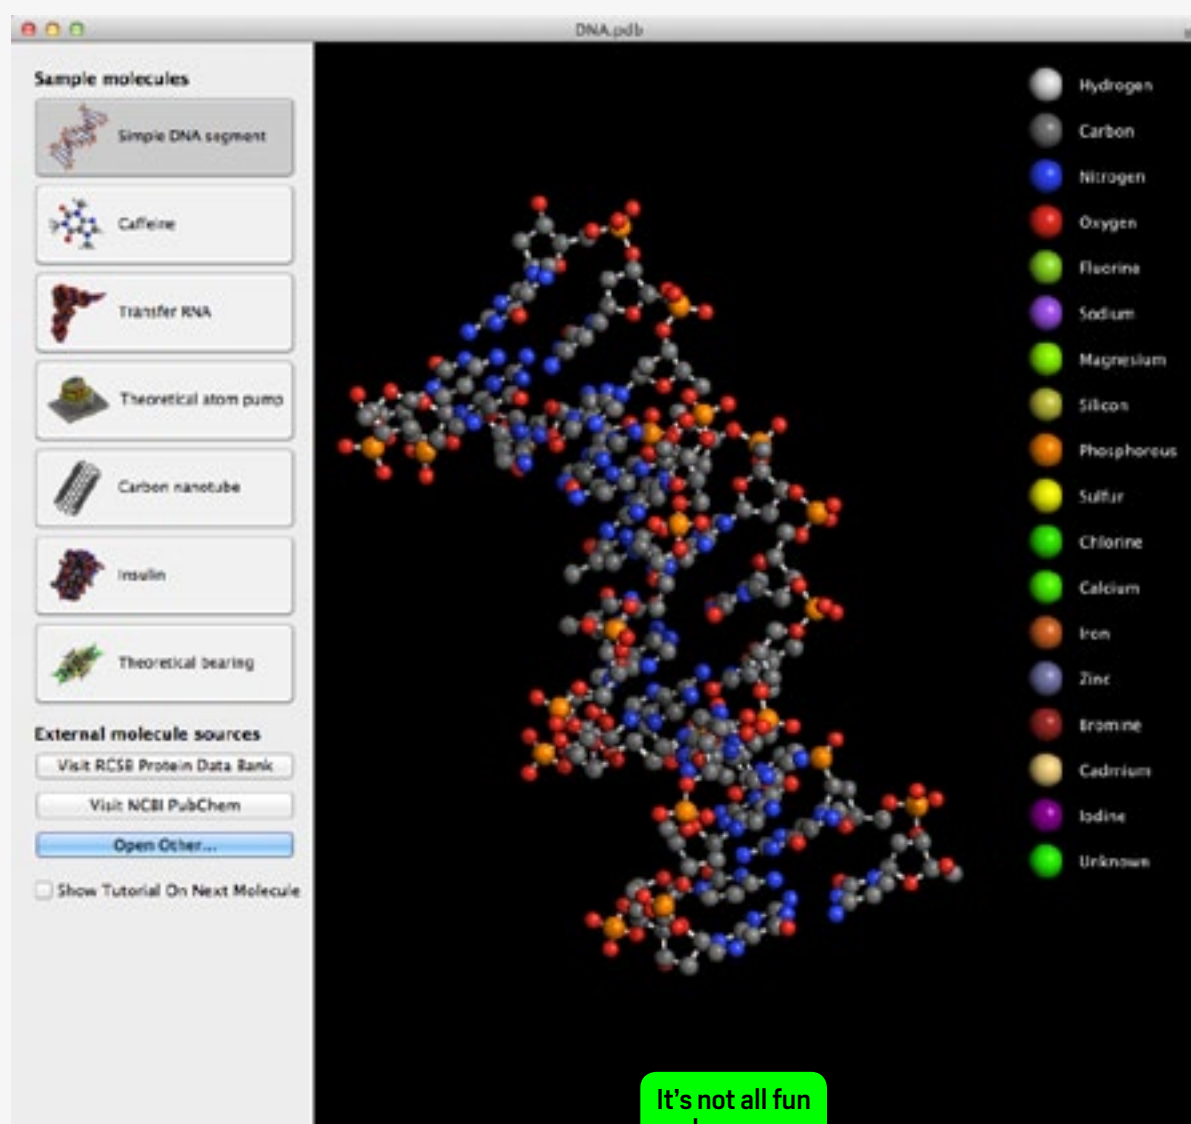 DNA.pdb
Sample molecules
Simple DNA segment
Caffeine
Transfer RNA
Theoretical atom pump
Carbon nanotube
Insulin
Theoretical bearing
External molecule sources
Visit RCSB Protein Data Bank
Visit NCBI PubChem
Open Other...
Show Tutorial On Next Molecule
Hydrogen
Carbon
Nitrogen
Oxygen
Fluorine
Sodium
Magnesium
Silicon
Phosphorous
Sulfur
Chlorine
Calcium
Iron
Zinc
Bromine
Cadmium
Iodine
Unknown
It's not all fun